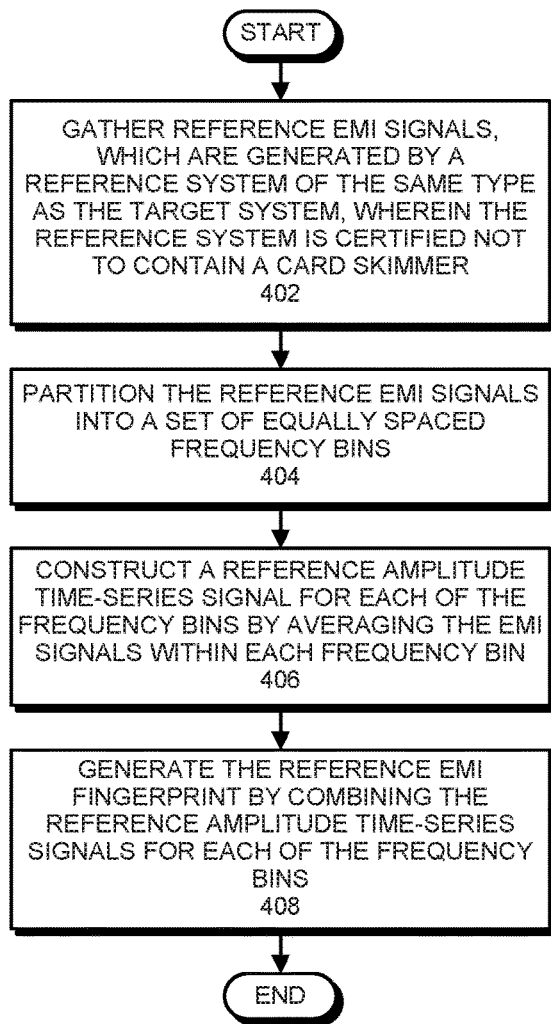 START
GATHER REFERENCE EMI SIGNALS,
WHICH ARE GENERATED BY A
REFERENCE SYSTEM OF THE SAME TYPE
AS THE TARGET SYSTEM, WHEREIN THE
REFERENCE SYSTEM IS CERTIFIED NOT
TO CONTAIN A CARD SKIMMER
402
PARTITION THE REFERENCE EMI SIGNALS
INTO A SET OF EQUALLY SPACED
FREQUENCY BINS
404
CONSTRUCT A REFERENCE AMPLITUDE
TIME-SERIES SIGNAL FOR EACH OF THE
FREQUENCY BINS BY AVERAGING THE EMI
SIGNALS WITHIN EACH FREQUENCY BIN
406
GENERATE THE REFERENCE EMI
FINGERPRINT BY COMBINING THE
REFERENCE AMPLITUDE TIME-SERIES
SIGNALS FOR EACH OF THE FREQUENCY
BINS
408
END